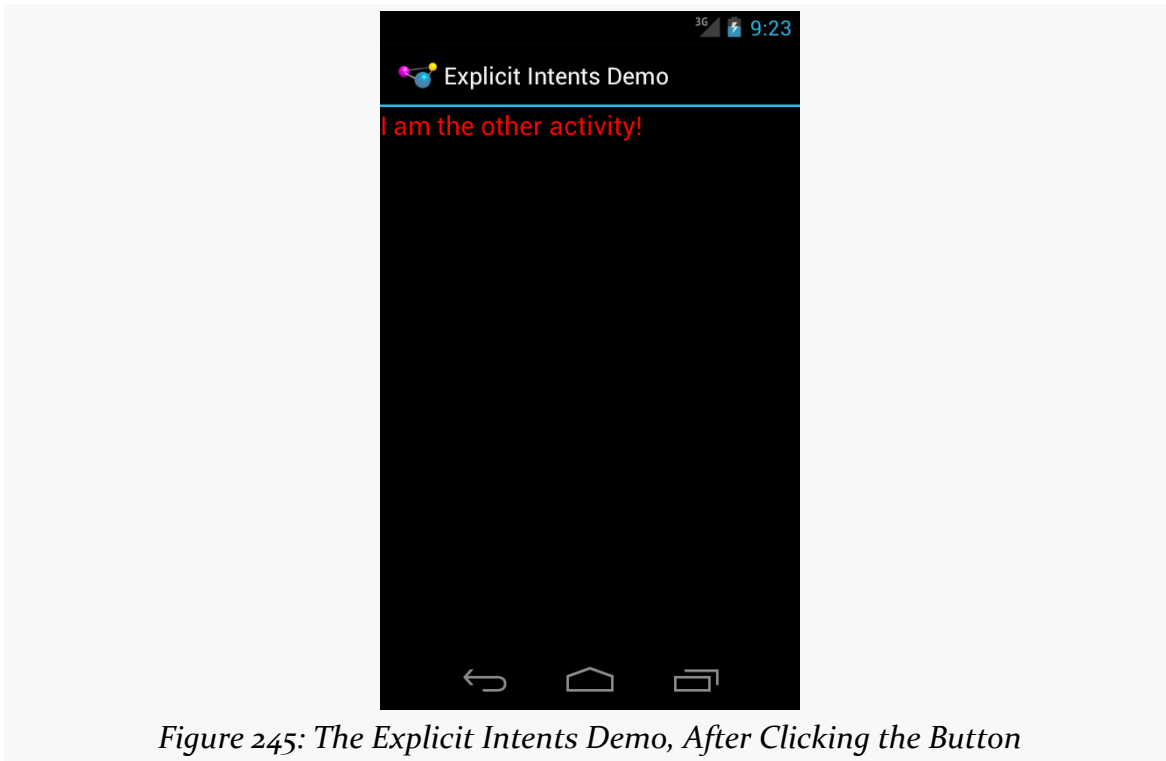 3G 9:23
Explicit Intents Demo
I am the other activity!
Figure 245: The Explicit Intents Demo, After Clicking the Button